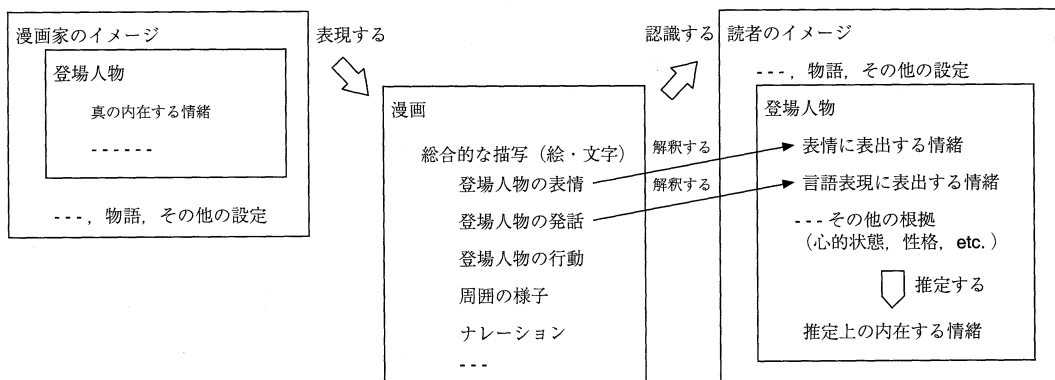 漫画家のイメージ
登場人物
真の内在する情緒
------
---，物語，その他の設定
表現する
漫画
総合的な描写（絵・文字）
登場人物の表情
登場人物の発話
登場人物の行動
周囲の様子
ナレーション
---
認識する
解釈する
解釈する
読者のイメージ
---，物語，その他の設定
登場人物
表情に表出する情緒
言語表現に表出する情緒
---その他の根拠
（心的状態，性格，etc.）
推定する
推定上の内在する情緒